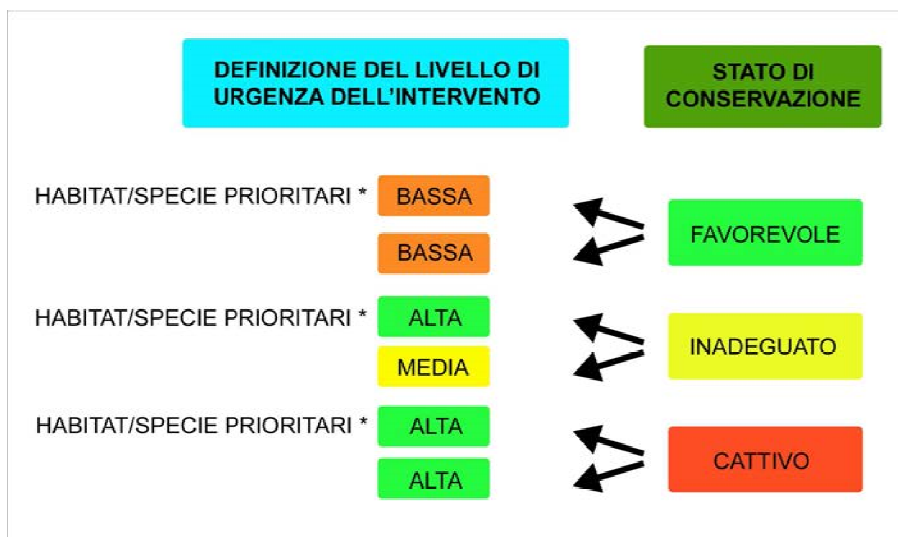 DEFINIZIONE DEL LIVELLO DI
URGENZA DELL'INTERVENTO
STATO DI
CONSERVAZIONE
HABITAT/SPECIE PRIORITARI * BASSA
BASSA
FAVOREVOLE
HABITAT/SPECIE PRIORITARI * ALTA
MEDIA
INADEGUATO
HABITAT/SPECIE PRIORITARI * ALTA
ALTA
CATTIVO